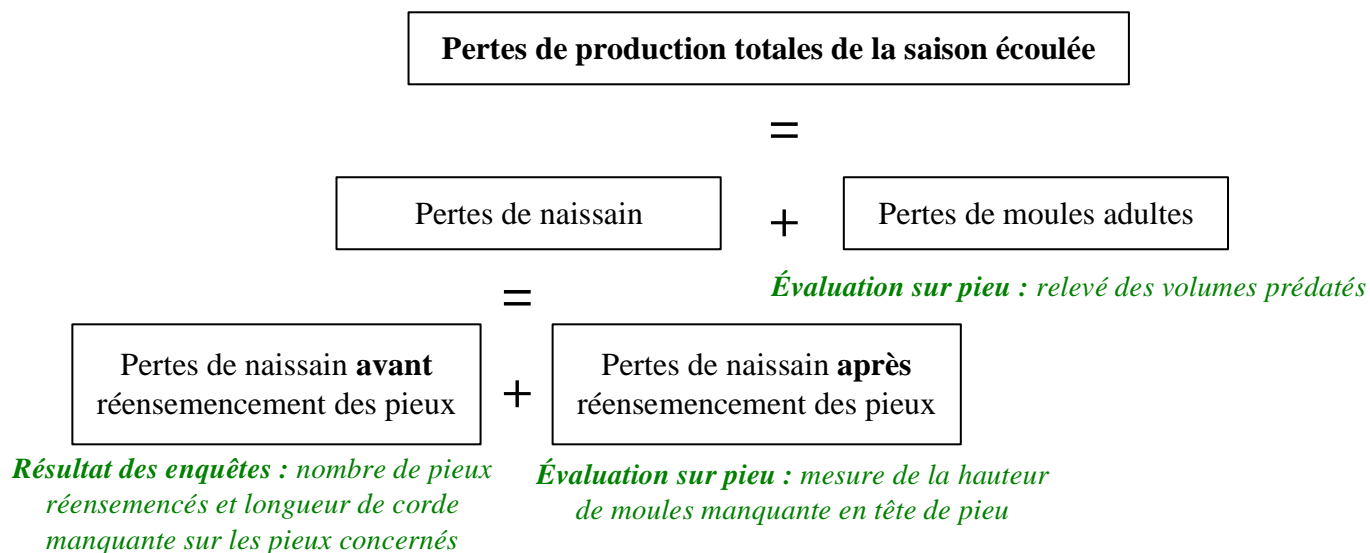 Pertes de production totales de la saison écoulée
=
Pertes de naissain
+
Pertes de moules adultes
Évaluation sur pieu : relevé des volumes prédatés
=
Pertes de naissain avant
réensemencement des pieux
+
Pertes de naissain après
réensemencement des pieux
Résultat des enquêtes : nombre de pieux
réensemencés et longueur de corde
manquante sur les pieux concernés
Évaluation sur pieu : mesure de la hauteur
de moules manquante en tête de pieu